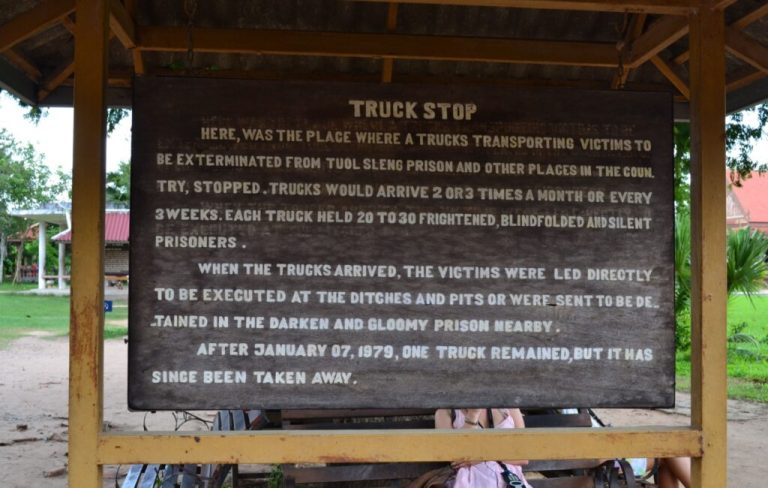 TRUCK STOP
HERE, WAS THE PLACE WHERE A TRUCKS TRANSPORTING VICTIMS TO
BE EXTERMINATED FROM TUOL SLENG PRISON AND OTHER PLACES IN THE COUN.
TRY, STOPPED. TRUCKS WOULD ARRIVE 2 OR 3 TIMES A MONTH OR EVERY
3 WEEKS. EACH TRUCK HELD 20 TO 30 FRIGHTENED, BLINDFOLDED AND SILENT
PRISONERS.
WHEN THE TRUCKS ARRIVED, THE VICTIMS WERE LED DIRECTLY
TO BE EXECUTED AT THE DITCHES AND PITS OR WERE SENT TO BE DE-
-TAINED IN THE DARKEN AND GLOOMY PRISON NEARBY.
AFTER JANUARY 07, 1979, ONE TRUCK REMAINED, BUT IT HAS
SINCE BEEN TAKEN AWAY.